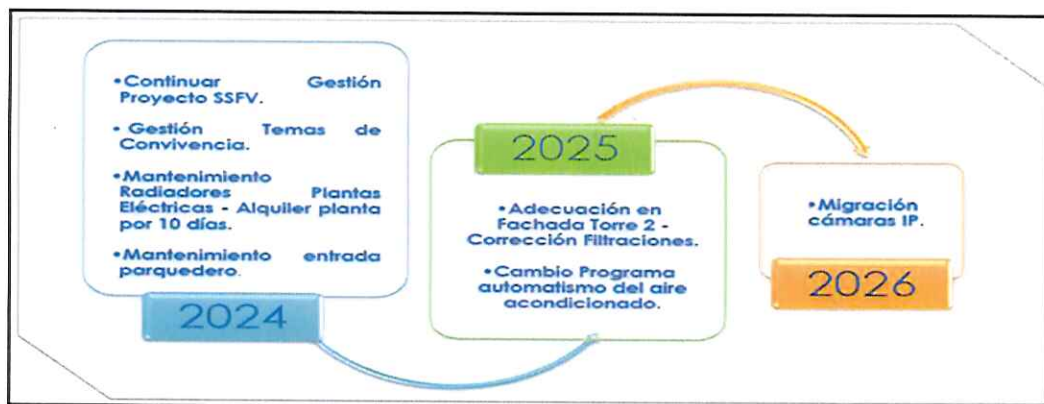 •Continuar Gestión
Proyecto SSFV.
• Gestión Temas de
Convivencia.
•Mantenimiento
Radiadores Plantas
Eléctricas - Alquiler planta
por 10 días.
•Mantenimiento entrada
parquedero.
2024
2025
•Adecuación en
Fachada Torre 2 -
Corrección Filtraciones.
•Cambio Programa
automatismo del aire
acondicionado.
•Migración
cámaras IP.
2026